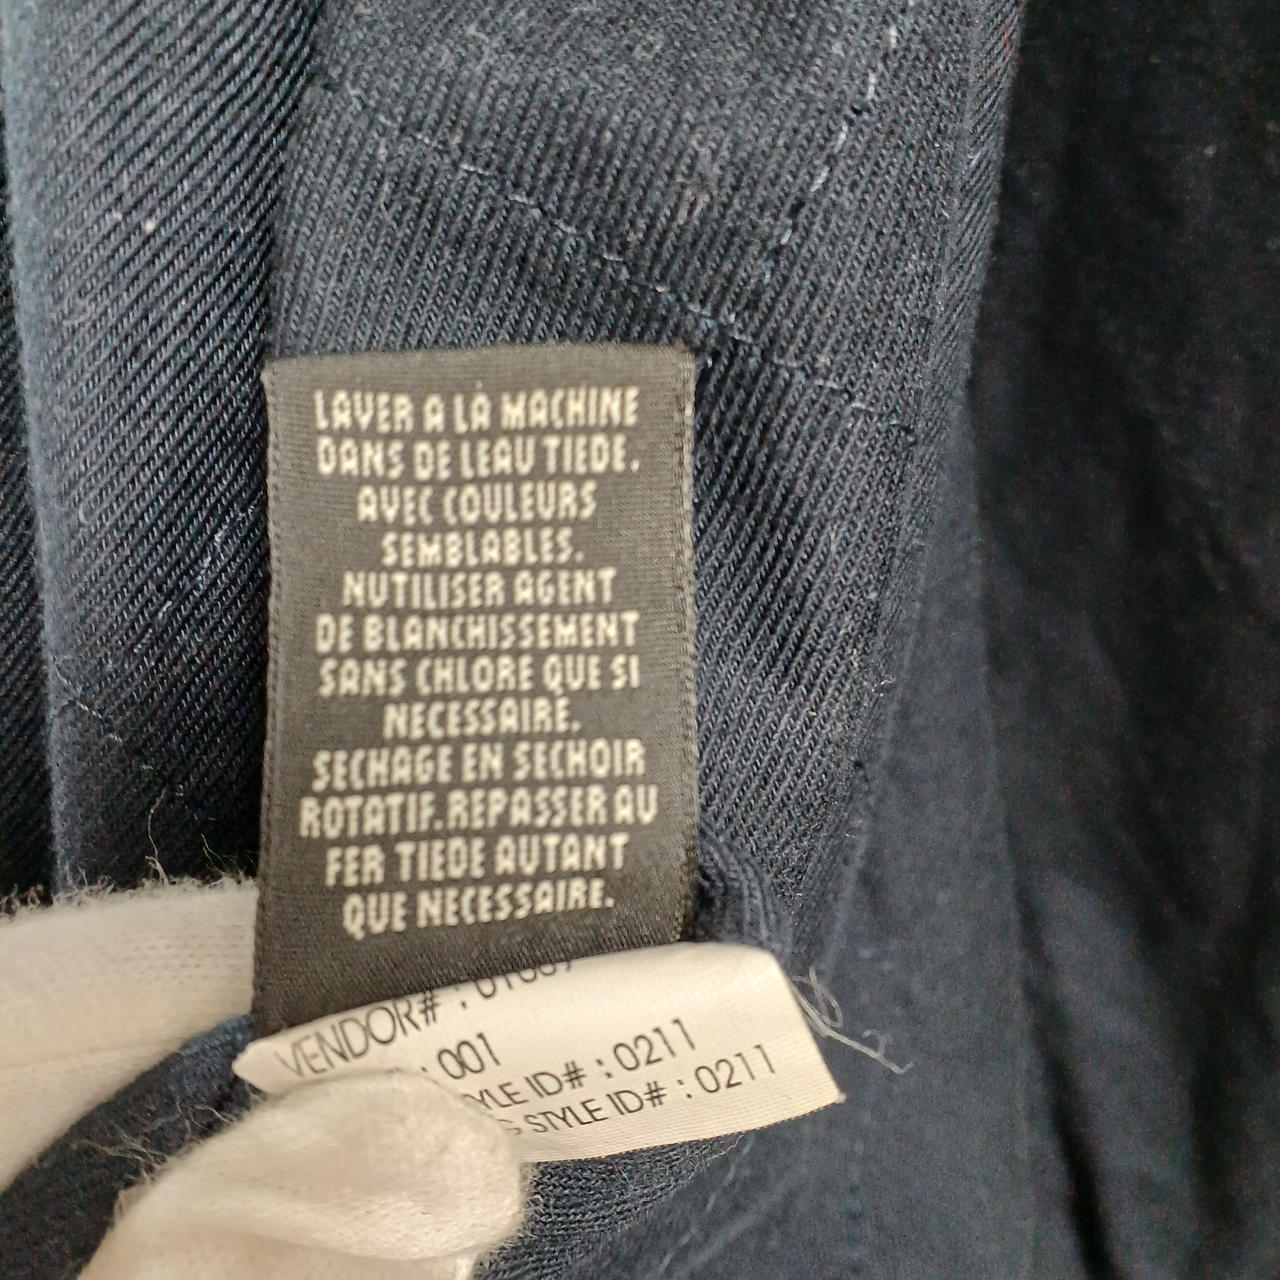 LAVER A LA MACHINE
DANS DE LEAU TIEDE.
AVEC COULEURS
SEMBLABLES.
NUTILISER AGENT
DE BLANCHISSEMENT
SANS CHLORE QUE SI
NECESSAIRE.
SECHAGE EN SECHOIR
ROTATIF.REPASSER AU
FER TIEDE AUTANT
QUE NECESSAIRE.
VENDOR# :
: 001
YLE ID# : 0211
STYLE ID# : 0211